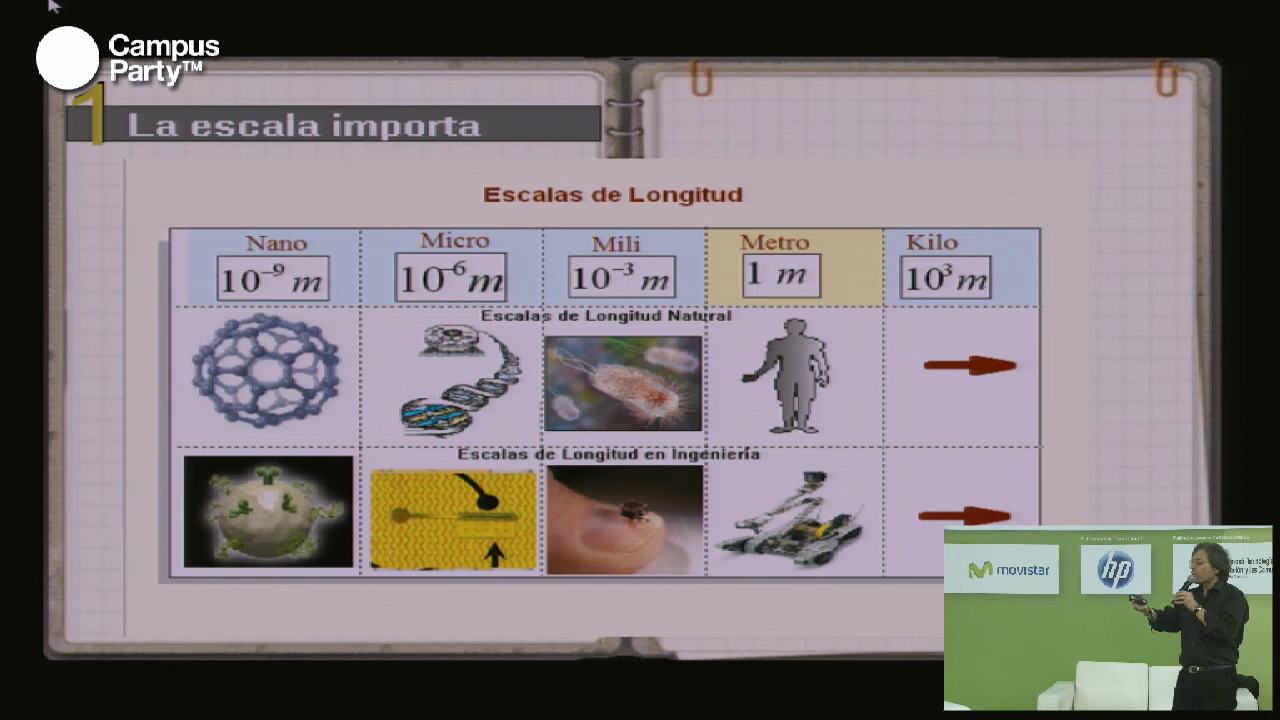 Campus
Party™
1
La escala importa
Escalas de Longitud
Nano
Micro
Mili
Metro
Kilo
10⁻⁹ m
10⁻⁶ m
10⁻³ m
1 m
10³ m
Escalas de Longitud Natural
Escalas de Longitud en Ingeniería
movistar
hp